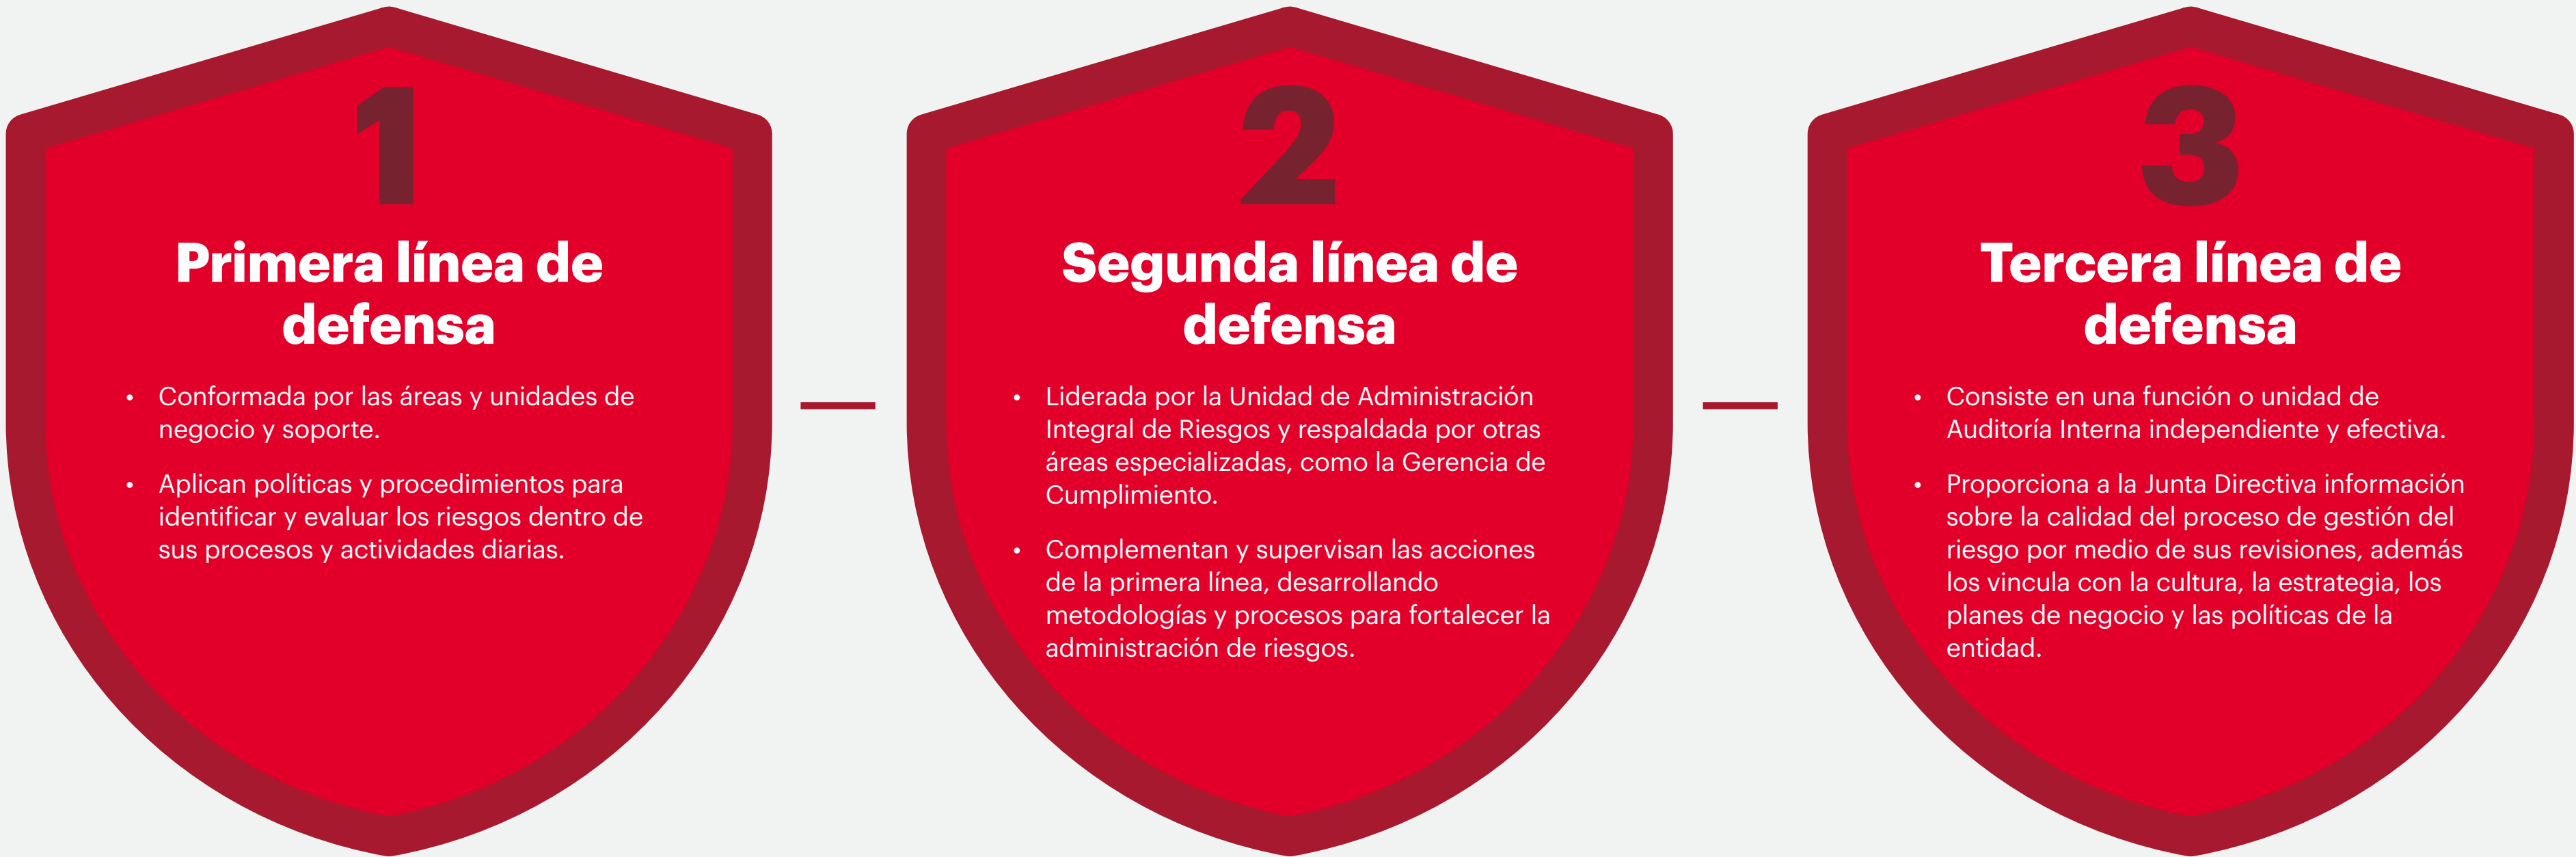 1
Primera línea de
defensa
• Conformada por las áreas y unidades de
negocio y soporte.
• Aplican políticas y procedimientos para
identificar y evaluar los riesgos dentro de
sus procesos y actividades diarias.
2
Segunda línea de
defensa
• Liderada por la Unidad de Administración
Integral de Riesgos y respaldada por otras
áreas especializadas, como la Gerencia de
Cumplimiento.
• Complementan y supervisan las acciones
de la primera línea, desarrollando
metodologías y procesos para fortalecer la
administración de riesgos.
3
Tercera línea de
defensa
• Consiste en una función o unidad de
Auditoría Interna independiente y efectiva.
• Proporciona a la Junta Directiva información
sobre la calidad del proceso de gestión del
riesgo por medio de sus revisiones, además
los vincula con la cultura, la estrategia, los
planes de negocio y las políticas de la
entidad.